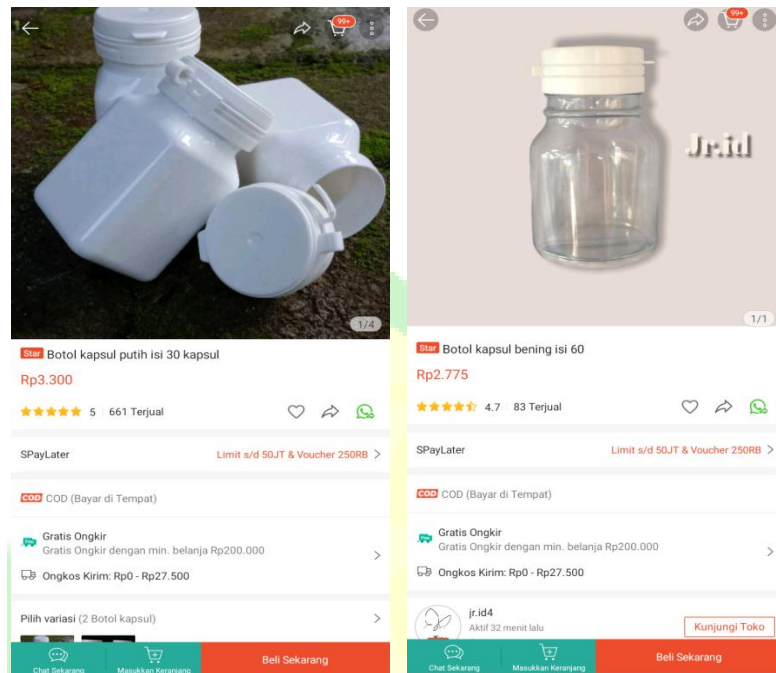 99+
1/4
Star Botol kapsul putih isi 30 kapsul
Rp3.300
5 661 Terjual
SPayLater Limit s/d 50JT & Voucher 250RB >
COD COD (Bayar di Tempat)
Gratis Ongkir
Gratis Ongkir dengan min. belanja Rp200.000
Ongkos Kirim: Rp0 - Rp27.500
Pilih variasi (2 Botol kapsul)
Chat Sekarang
Masukkan Keranjang
Beli Sekarang
99+
Jr.id
1/1
Star Botol kapsul bening isi 60
Rp2.775
4.7 83 Terjual
SPayLater Limit s/d 50JT & Voucher 250RB >
COD COD (Bayar di Tempat)
Gratis Ongkir
Gratis Ongkir dengan min. belanja Rp200.000
Ongkos Kirim: Rp0 - Rp27.500
jr.id4
Aktif 32 menit lalu
Kunjungi Toko
Chat Sekarang
Masukkan Keranjang
Beli Sekarang